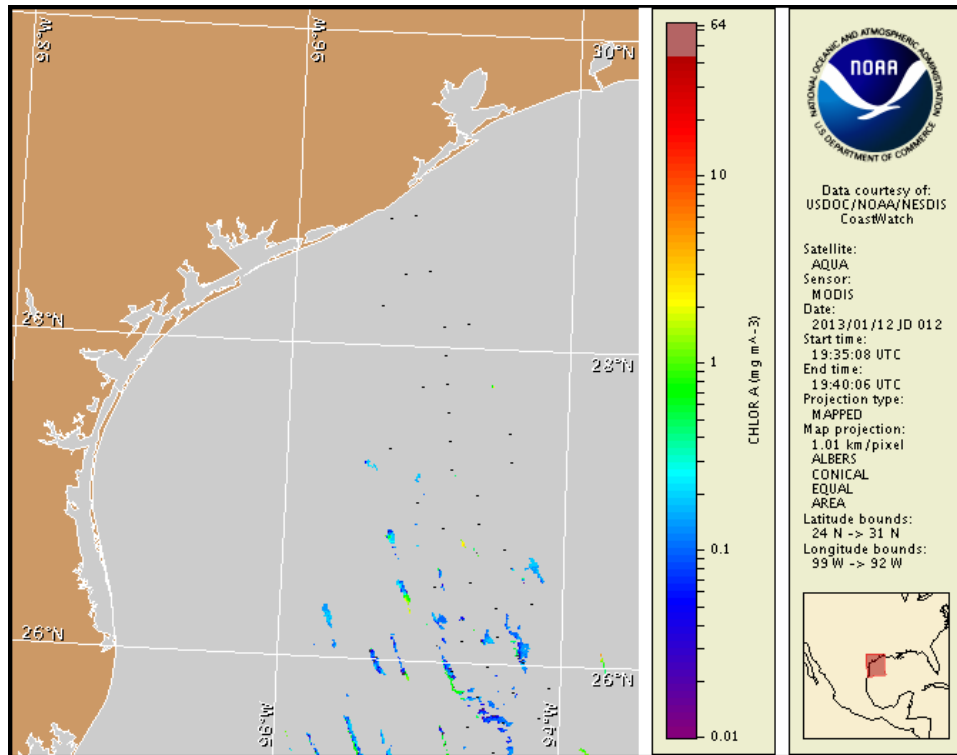 98°W
96°W
30°N
28°N
28°N
26°N
26°N
96°W
94°W
64
10
1
0.1
0.01
CHLOR A (mg m^-3)
NATIONAL OCEANIC AND ATMOSPHERIC ADMINISTRATION
NOAA
U.S. DEPARTMENT OF COMMERCE
Data courtesy of:
USDOC/NOAA/NESDIS
CoastWatch
Satellite:
AQUA
Sensor:
MODIS
Date:
2013/01/12 JD 012
Start time:
19:35:08 UTC
End time:
19:40:06 UTC
Projection type:
MAPPED
Map projection:
1.01 km/pixel
ALBERS
CONICAL
EQUAL
AREA
Latitude bounds:
24 N -> 31 N
Longitude bounds:
99 W -> 92 W